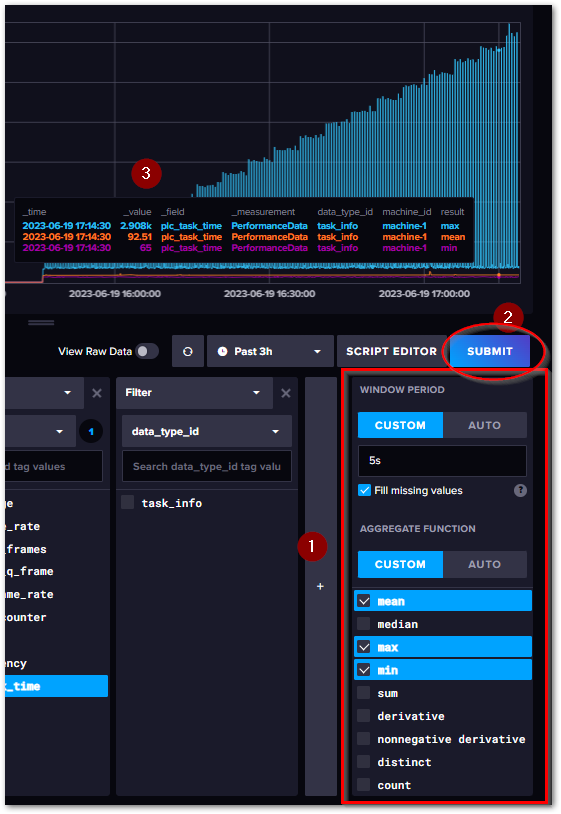 3
_time _value _field _measurement data_type_id machine_id result
2023-06-19 17:14:30 2.908k plc_task_time PerformanceData task_info machine-1 max
2023-06-19 17:14:30 92.51 plc_task_time PerformanceData task_info machine-1 mean
2023-06-19 17:14:30 65 plc_task_time PerformanceData task_info machine-1 min
2023-06-19 16:00:00 2023-06-19 16:30:00 2023-06-19 17:00:00
2
View Raw Data Past 3h SCRIPT EDITOR SUBMIT
Filter
1
data_type_id
d tag values
Search data_type_id tag valu
ge
e_rate
_frames
_q_frame
me_rate
counter
ency
k_time
task_info
1
+
WINDOW PERIOD
CUSTOM AUTO
5s
Fill missing values ?
AGGREGATE FUNCTION
CUSTOM AUTO
mean
median
max
min
sum
derivative
nonnegative derivative
distinct
count